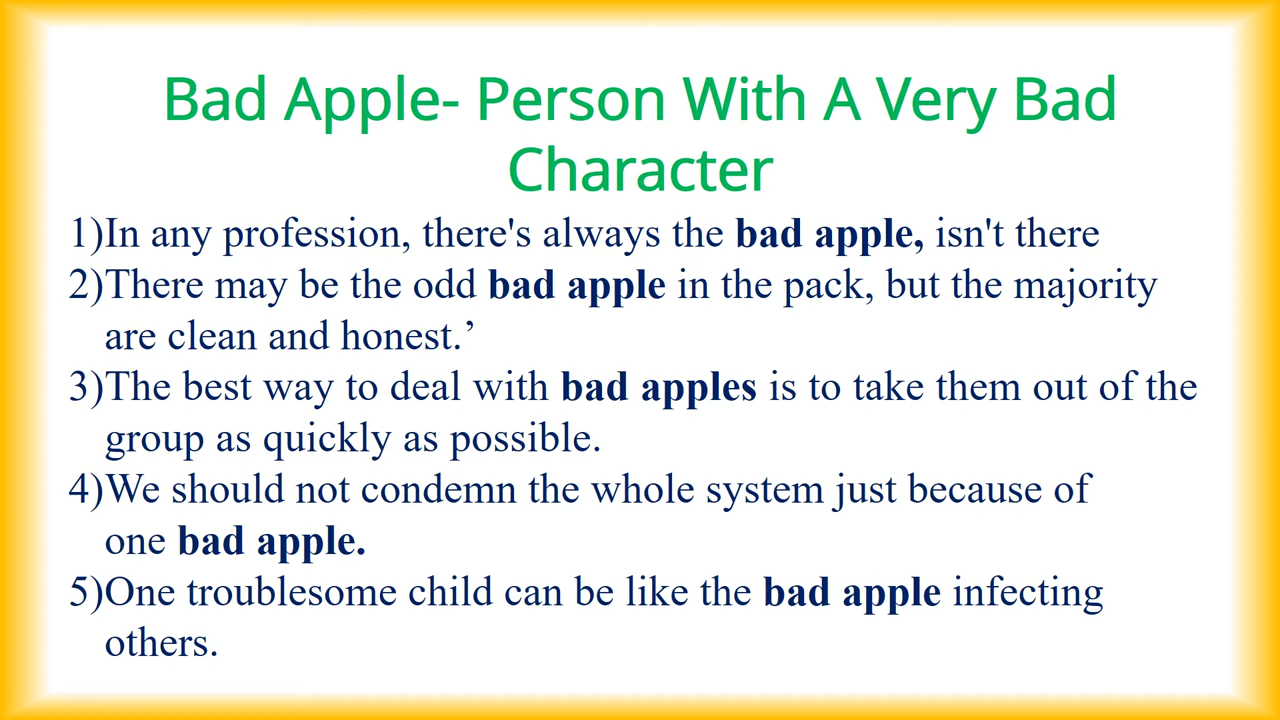 Bad Apple- Person With A Very Bad
Character
1)In any profession, there's always the bad apple, isn't there
2)There may be the odd bad apple in the pack, but the majority
are clean and honest.’
3)The best way to deal with bad apples is to take them out of the
group as quickly as possible.
4)We should not condemn the whole system just because of
one bad apple.
5)One troublesome child can be like the bad apple infecting
others.